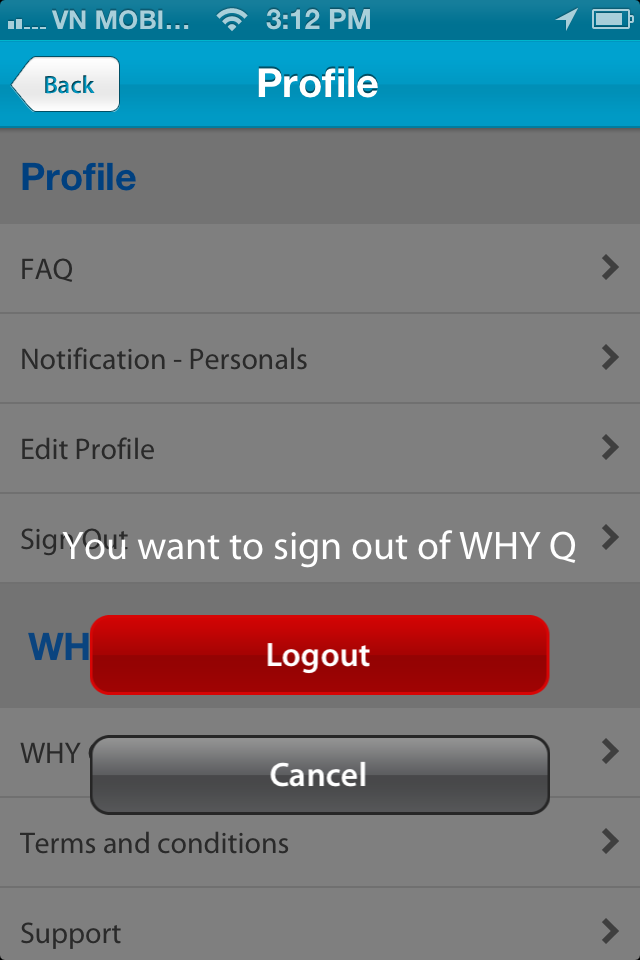 VN MOBI... 3:12 PM
Back
Profile
Profile
FAQ
Notification - Personals
Edit Profile
Sign Out
You want to sign out of WHY Q
WH
Logout
WHY
Cancel
Terms and conditions
Support